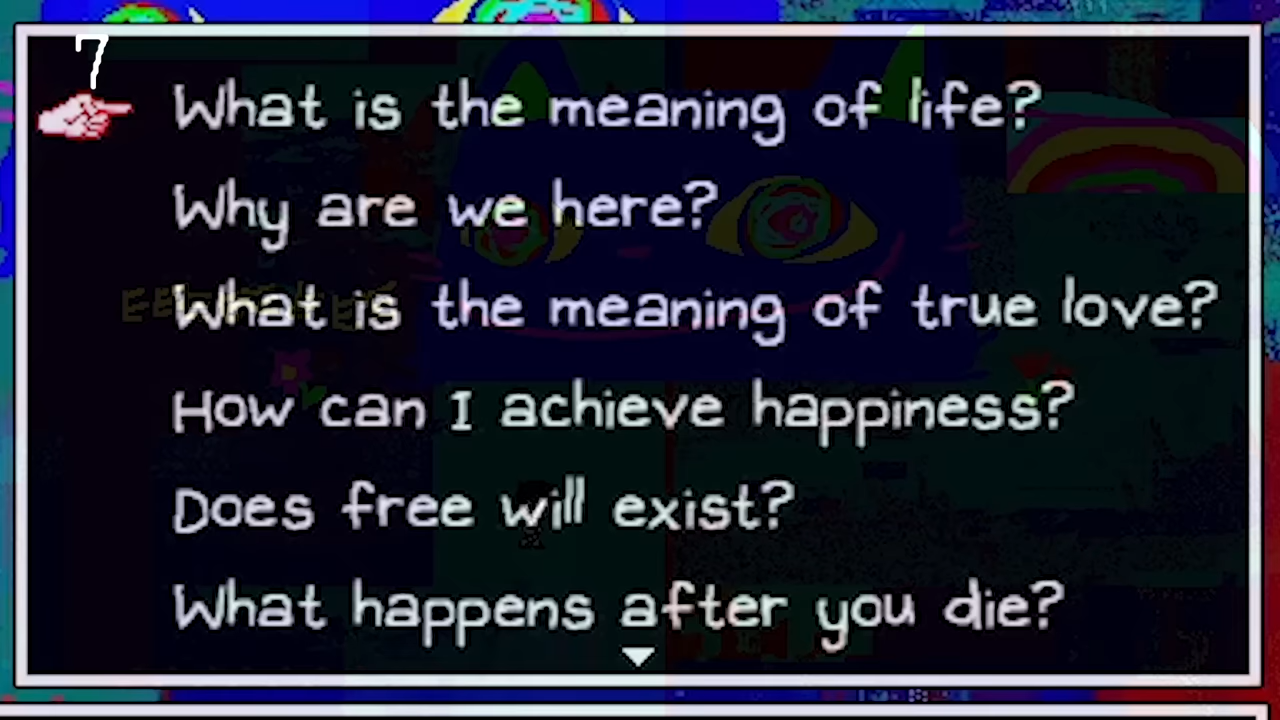 7
What is the meaning of life?
Why are we here?
What is the meaning of true love?
How can I achieve happiness?
Does free will exist?
What happens after you die?